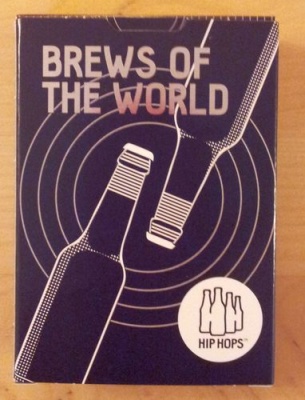 BREWS OF
THE WORLD
HIP HOPS™